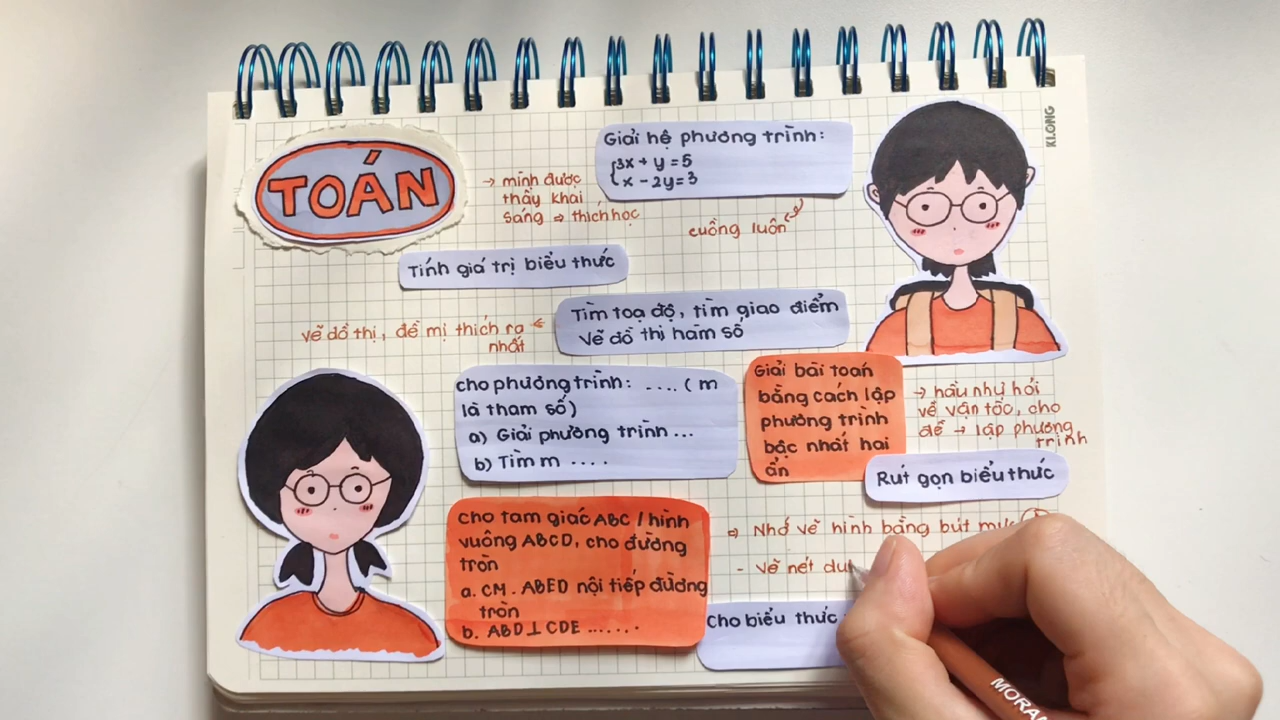 TOÁN
→ mình được
thầy khai
sáng ⇒ thích học
Giải hệ phương trình:
{3x + y = 5
x - 2y = 3
cuồng luôn
KLONG
Tính giá trị biểu thức
Tìm toạ độ, tìm giao điểm
Vẽ đồ thị hàm số
vẽ đồ thị, đề mị thích ra ←
nhất
cho phương trình: .... ( m
là tham số)
a) Giải phương trình ...
b) Tìm m ....
Giải bài toán
bằng cách lập
phương trình
bậc nhất hai
ẩn
→ hầu như hỏi
về vận tốc, cho
đề → lập phương
trình
Rút gọn biểu thức
cho tam giác ABC / hình
vuông ABCD, cho đường
tròn
a. CM . ABED nội tiếp đường
tròn
b. ABD⊥CDE .......
⇒ Nhớ vẽ hình bằng bút
- Vẽ nét
Cho biểu thức